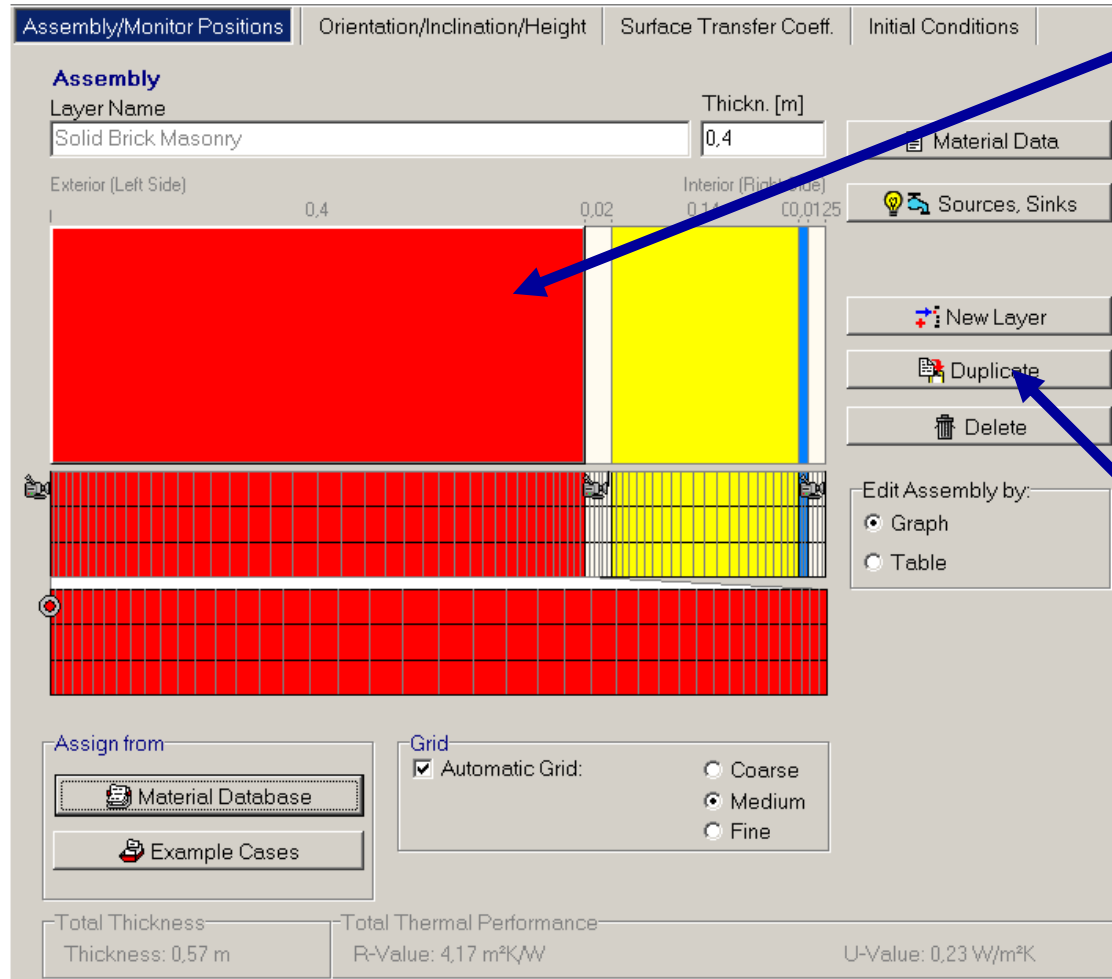 Assembly/Monitor Positions Orientation/Inclination/Height Surface Transfer Coeff. Initial Conditions
Assembly
Layer Name Thickn. [m]
Solid Brick Masonry 0,4
Material Data
Exterior (Left Side) Interior (Right Side)
Sources, Sinks
0,4 0,02 0,14 0,0125
New Layer
Duplicate
Delete
Edit Assembly by:
Graph
Table
Assign from
Material Database
Example Cases
Grid
Automatic Grid: Coarse
Medium
Fine
Total Thickness Total Thermal Performance
Thickness: 0,57 m R-Value: 4,17 m²K/W U-Value: 0,23 W/m²K